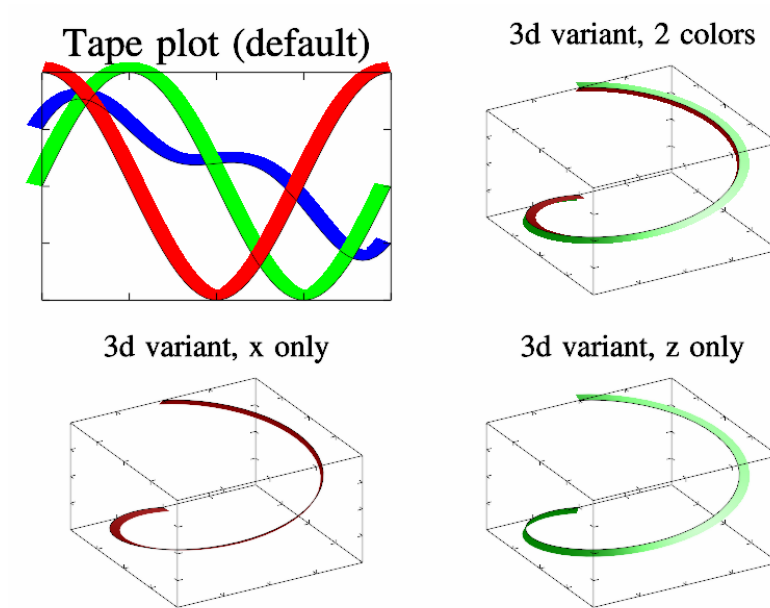 Tape plot (default)
3d variant, 2 colors
3d variant, x only
3d variant, z only